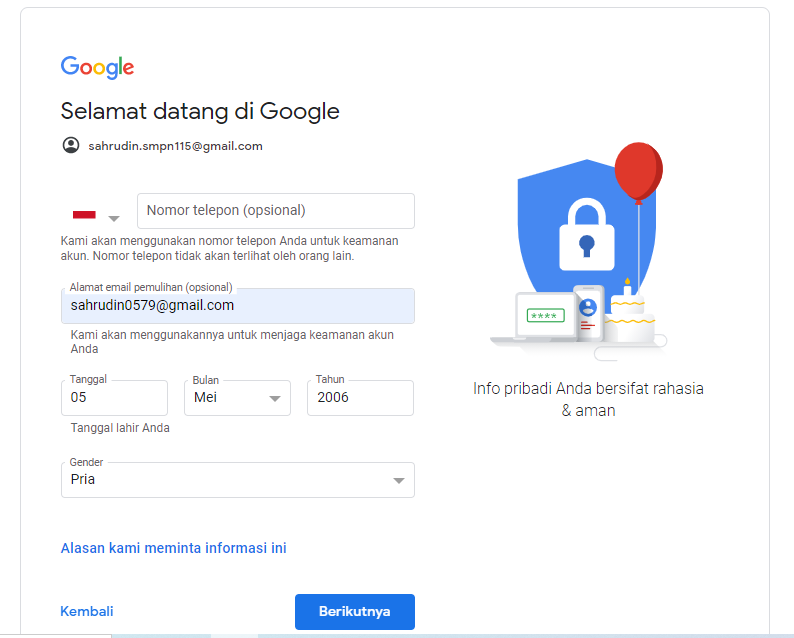 Google
Selamat datang di Google
sahrudin.smpn115@gmail.com
Nomor telepon (opsional)
Kami akan menggunakan nomor telepon Anda untuk keamanan
akun. Nomor telepon tidak akan terlihat oleh orang lain.
Alamat email pemulihan (opsional)
sahrudin0579@gmail.com
Kami akan menggunakannya untuk menjaga keamanan akun
Anda
Tanggal
05
Bulan
Mei
Tahun
2006
Tanggal lahir Anda
Gender
Pria
Alasan kami meminta informasi ini
Kembali
Berikutnya
****
Info pribadi Anda bersifat rahasia
& aman